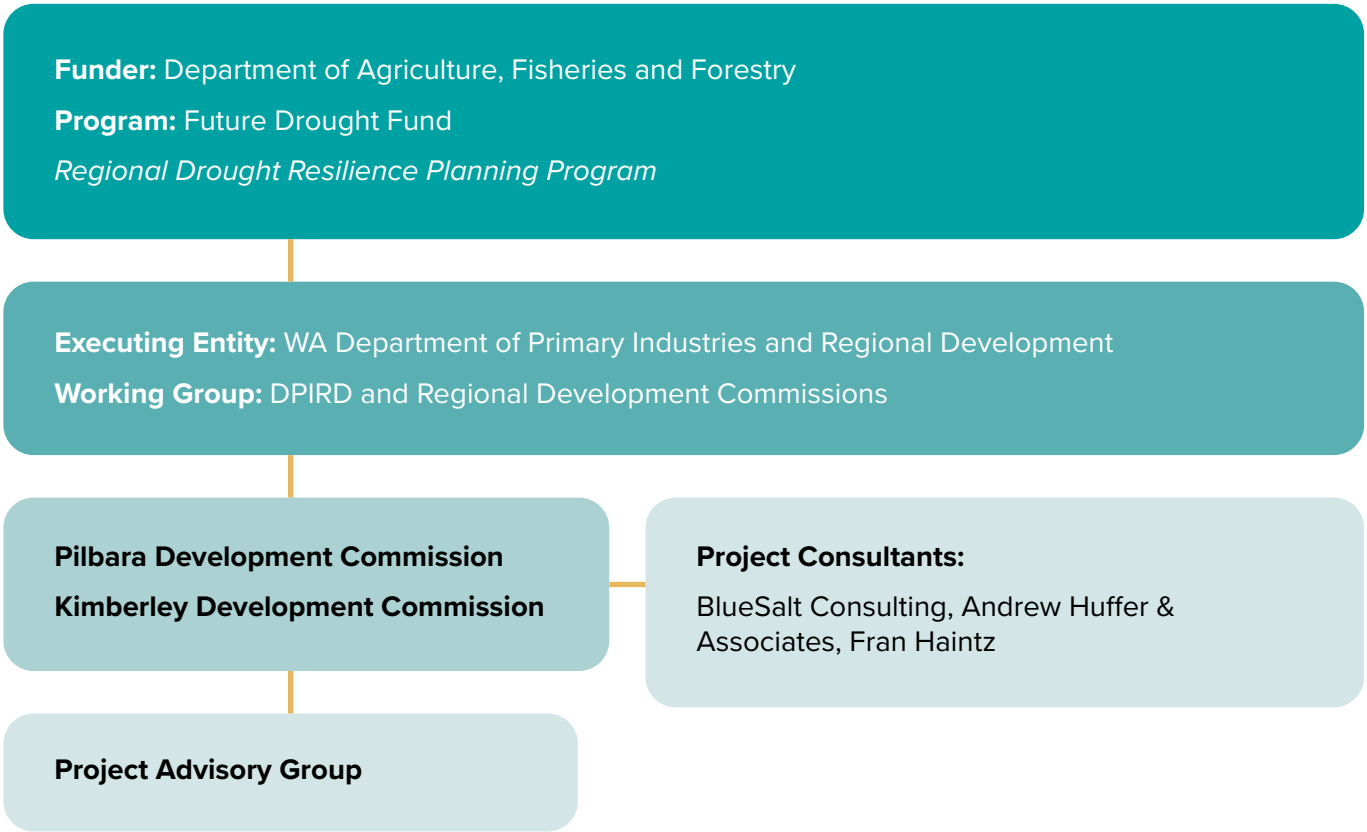 Funder: Department of Agriculture, Fisheries and Forestry
Program: Future Drought Fund
Regional Drought Resilience Planning Program
Executing Entity: WA Department of Primary Industries and Regional Development
Working Group: DPIRD and Regional Development Commissions
Pilbara Development Commission
Kimberley Development Commission
Project Consultants:
BlueSalt Consulting, Andrew Huffer &
Associates, Fran Haintz
Project Advisory Group